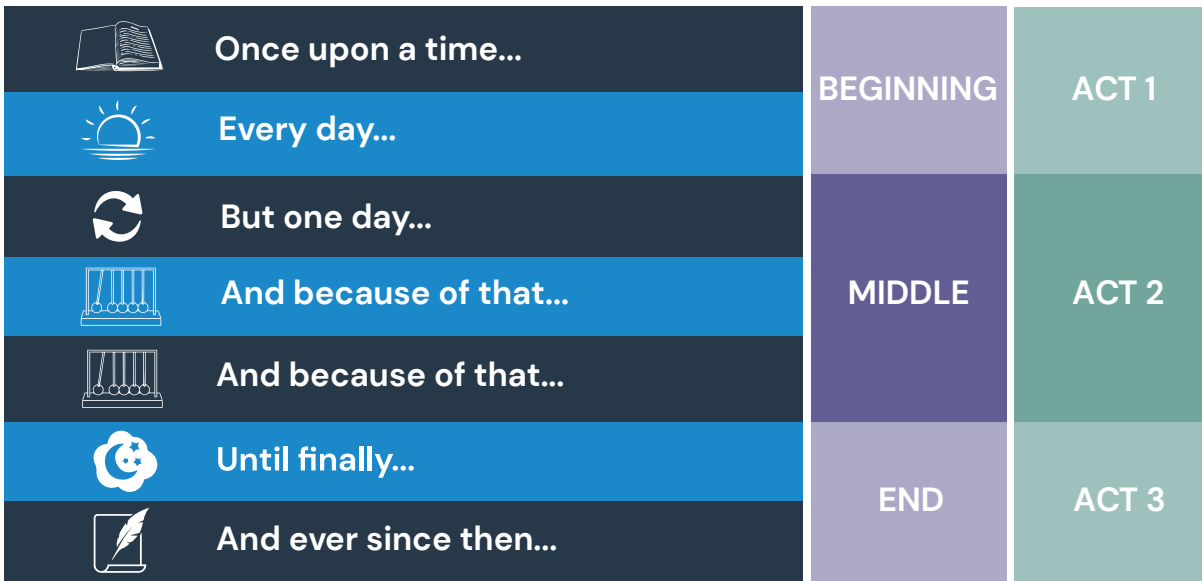 Once upon a time...
Every day...
But one day...
And because of that...
And because of that...
Until finally...
And ever since then...
BEGINNING
MIDDLE
END
ACT 1
ACT 2
ACT 3